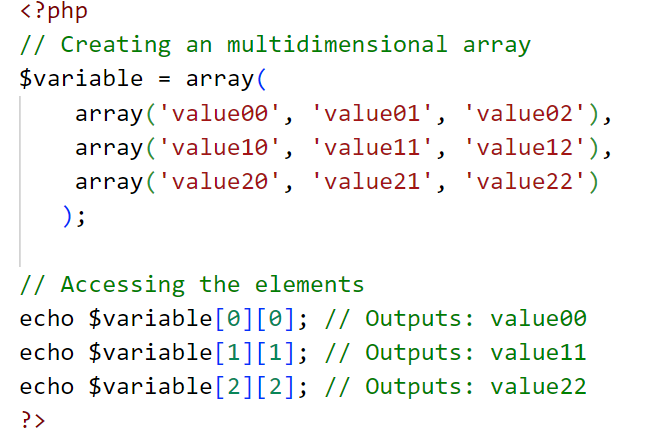 <?php
// Creating an multidimensional array
$variable = array(
    array('value00', 'value01', 'value02'),
    array('value10', 'value11', 'value12'),
    array('value20', 'value21', 'value22')
   );
// Accessing the elements
echo $variable[0][0]; // Outputs: value00
echo $variable[1][1]; // Outputs: value11
echo $variable[2][2]; // Outputs: value22
?>